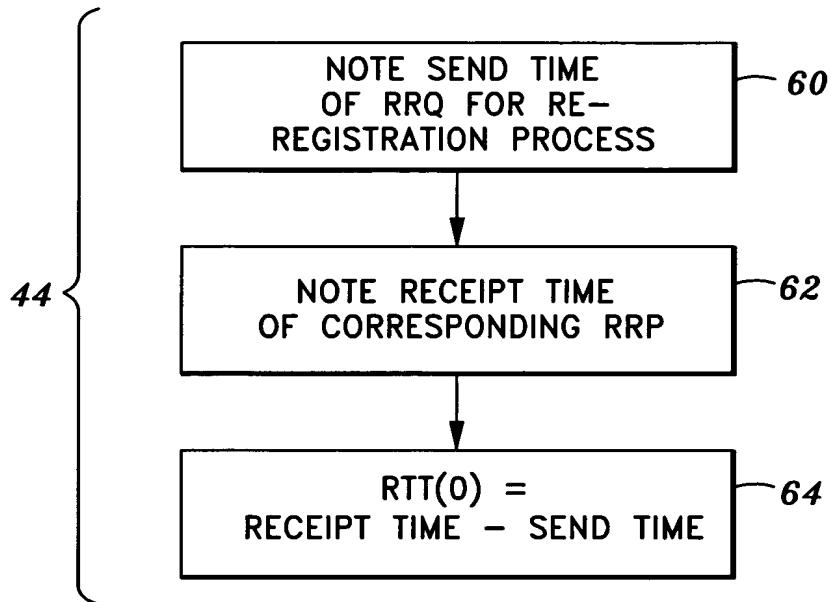 NOTE SEND TIME
OF RRQ FOR RE-
REGISTRATION PROCESS
60
44
NOTE RECEIPT TIME
OF CORRESPONDING RRP
62
RTT(0) =
RECEIPT TIME - SEND TIME
64